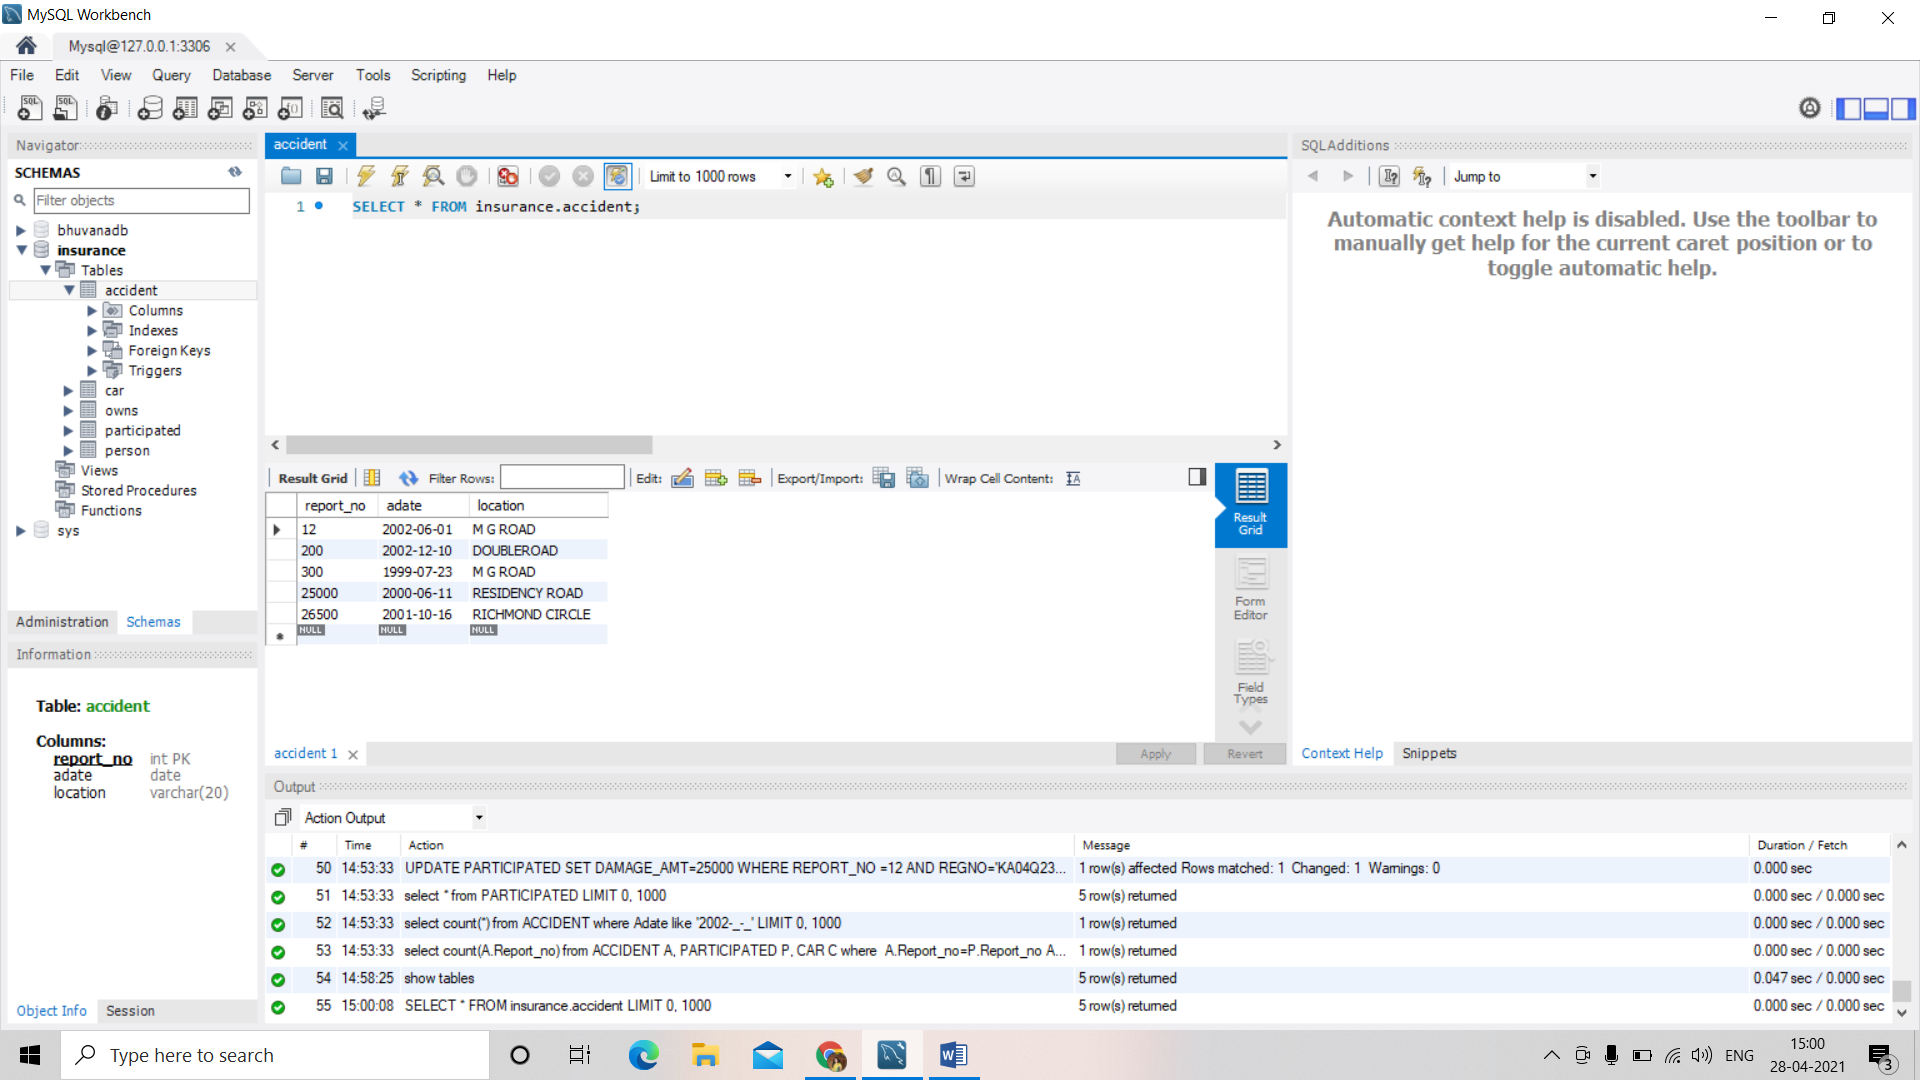 MySQL Workbench
Mysql@127.0.0.1:3306
File Edit View Query Database Server Tools Scripting Help
Navigator
SCHEMAS
Filter objects
bhuvanadb
insurance
Tables
accident
Columns
Indexes
Foreign Keys
Triggers
car
owns
participated
person
Views
Stored Procedures
Functions
sys
Administration Schemas
Information
Table: accident
Columns:
report_no int PK
adate date
location varchar(20)
Object Info Session
accident
Limit to 1000 rows
1 SELECT * FROM insurance.accident;
Result Grid Filter Rows: Edit: Export/Import: Wrap Cell Content:
report_no adate location
12 2002-06-01 M G ROAD
200 2002-12-10 DOUBLEROAD
300 1999-07-23 M G ROAD
25000 2000-06-11 RESIDENCY ROAD
26500 2001-10-16 RICHMOND CIRCLE
NULL NULL NULL
Result
Grid
Form
Editor
Field
Types
accident 1 Apply Revert
SQLAdditions
Jump to
Automatic context help is disabled. Use the toolbar to
manually get help for the current caret position or to
toggle automatic help.
Context Help Snippets
Output
Action Output
# Time Action Message Duration / Fetch
50 14:53:33 UPDATE PARTICIPATED SET DAMAGE_AMT=25000 WHERE REPORT_NO =12 AND REGNO='KA04Q23... 1 row(s) affected Rows matched: 1 Changed: 1 Warnings: 0 0.000 sec
51 14:53:33 select * from PARTICIPATED LIMIT 0, 1000 5 row(s) returned 0.000 sec / 0.000 sec
52 14:53:33 select count(*) from ACCIDENT where Adate like '2002-_-_' LIMIT 0, 1000 1 row(s) returned 0.000 sec / 0.000 sec
53 14:53:33 select count(A.Report_no) from ACCIDENT A, PARTICIPATED P, CAR C where A.Report_no=P.Report_no A... 1 row(s) returned 0.000 sec / 0.000 sec
54 14:58:25 show tables 5 row(s) returned 0.047 sec / 0.000 sec
55 15:00:08 SELECT * FROM insurance.accident LIMIT 0, 1000 5 row(s) returned 0.000 sec / 0.000 sec
Type here to search
ENG
15:00
28-04-2021
3